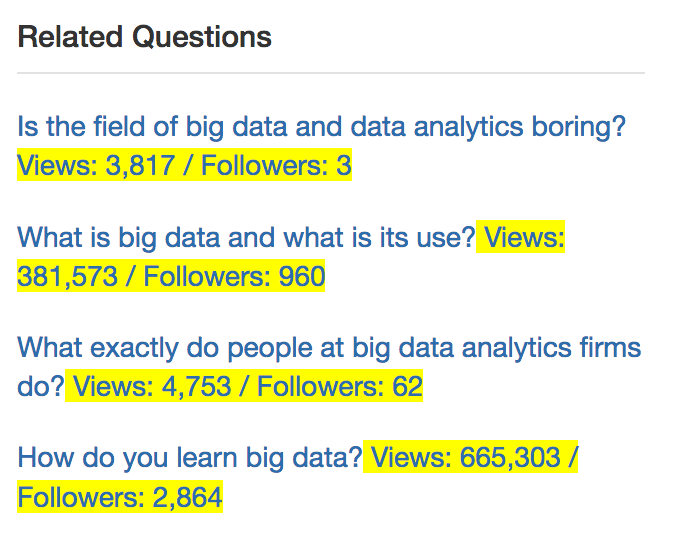 Related Questions
Is the field of big data and data analytics boring?
Views: 3,817 / Followers: 3
What is big data and what is its use? Views:
381,573 / Followers: 960
What exactly do people at big data analytics firms
do? Views: 4,753 / Followers: 62
How do you learn big data? Views: 665,303 /
Followers: 2,864